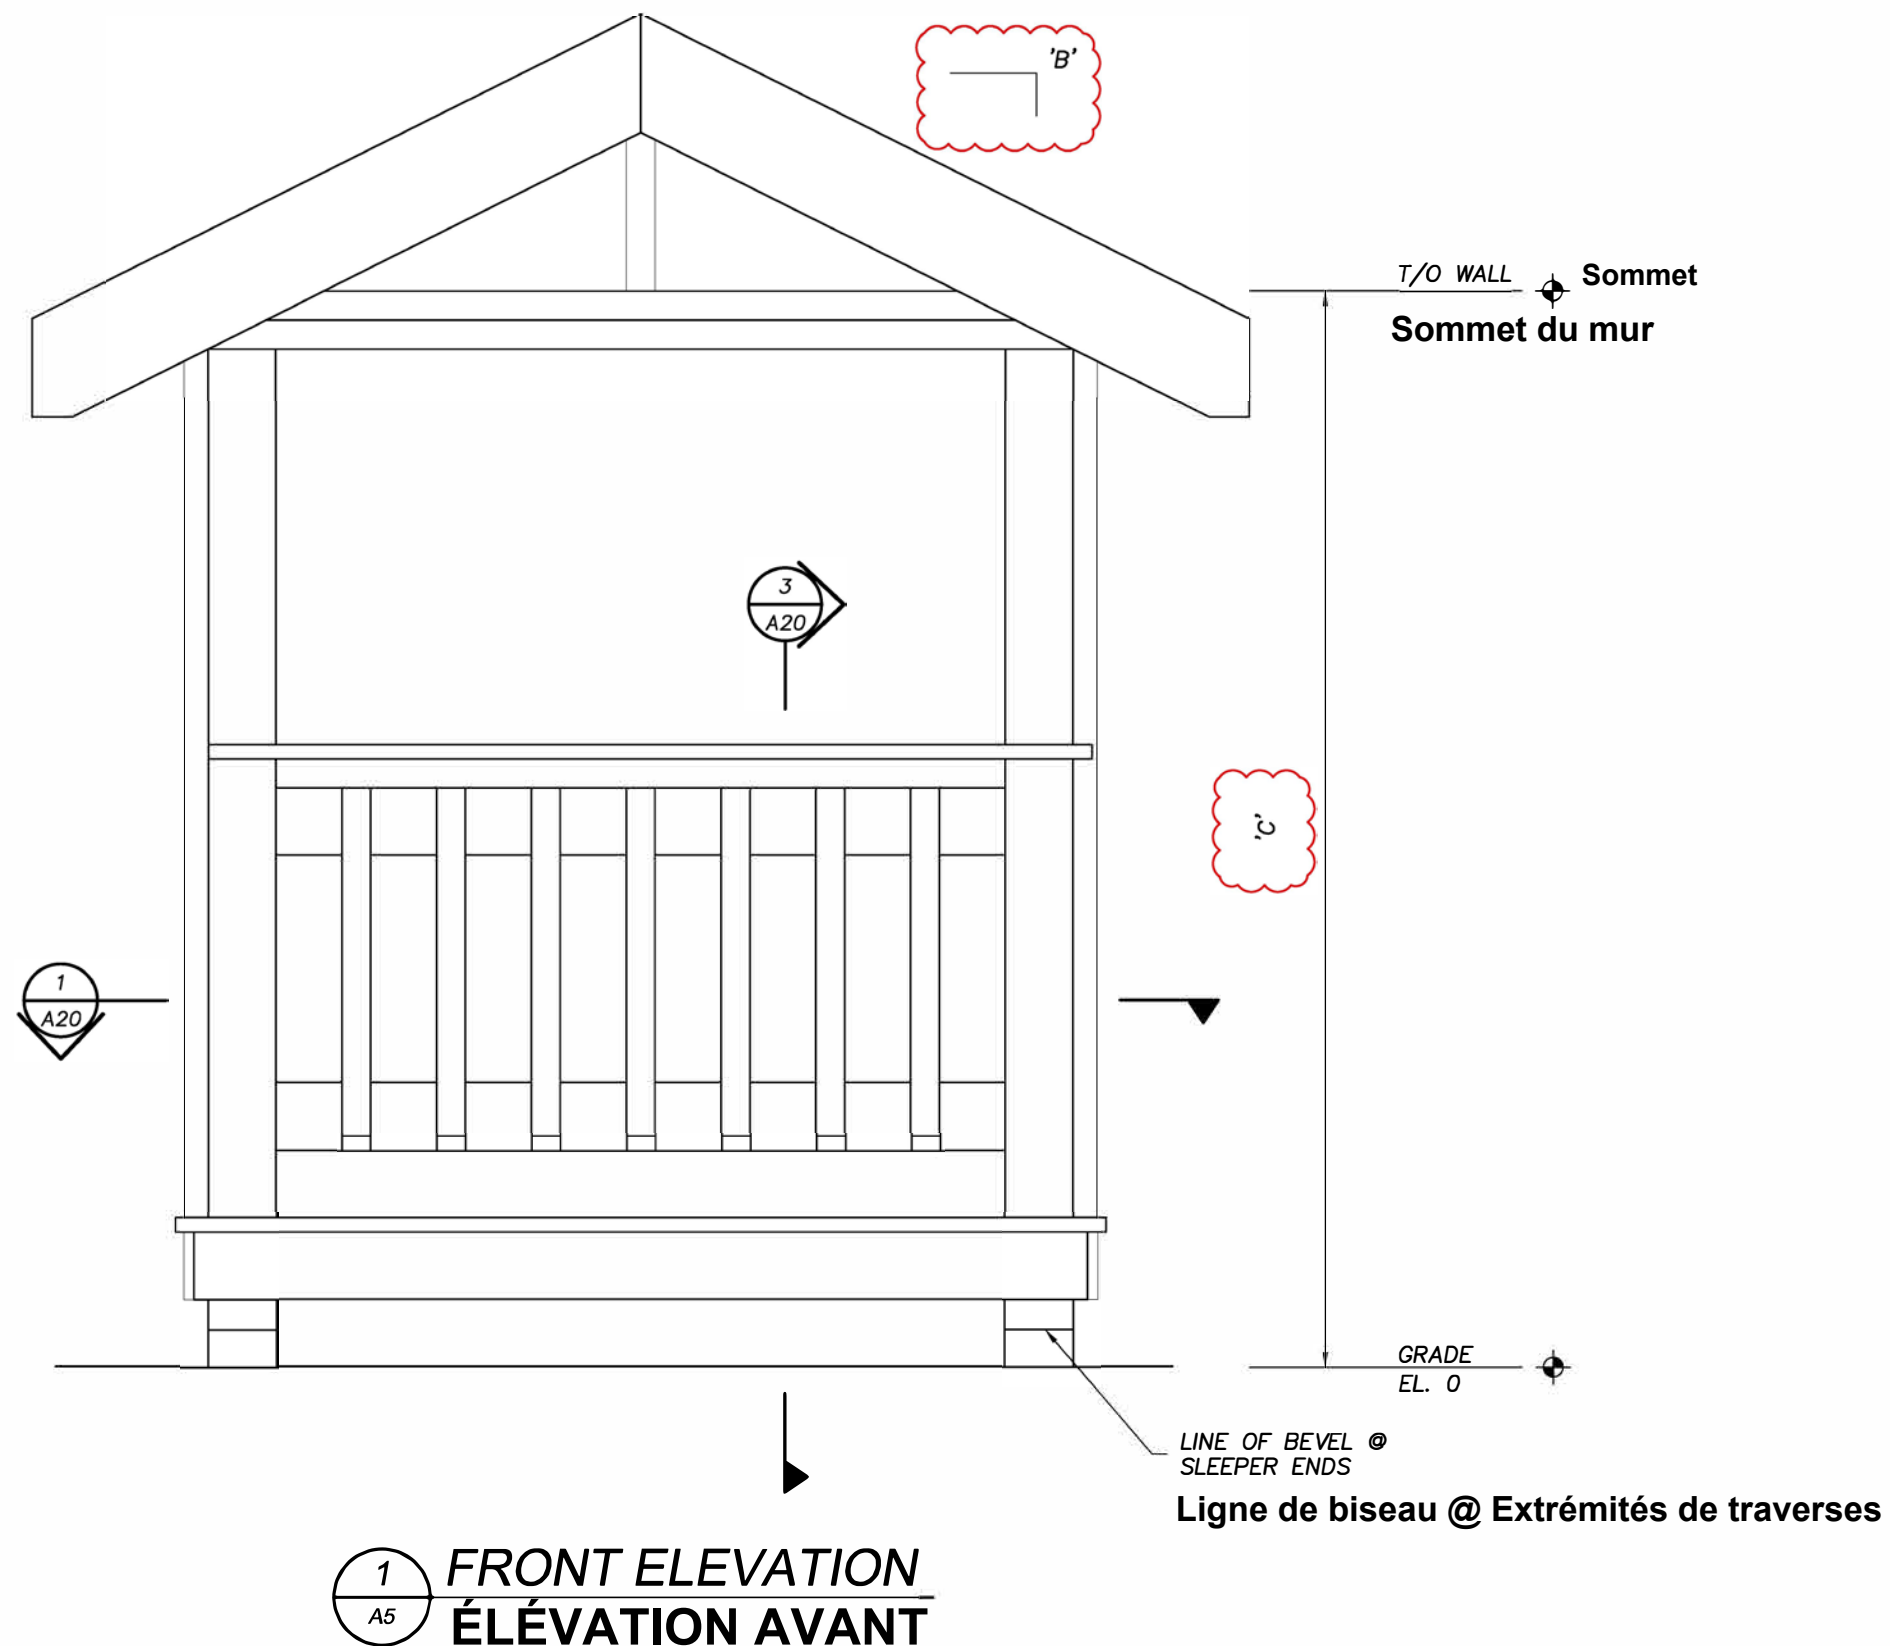 'B'
T/O WALL
Sommet
Sommet du mur
3
A20
'C'
1
A20
GRADE
EL. 0
LINE OF BEVEL @
SLEEPER ENDS
Ligne de biseau @ Extrémités de traverses
1
A5
FRONT ELEVATION
ÉLÉVATION AVANT